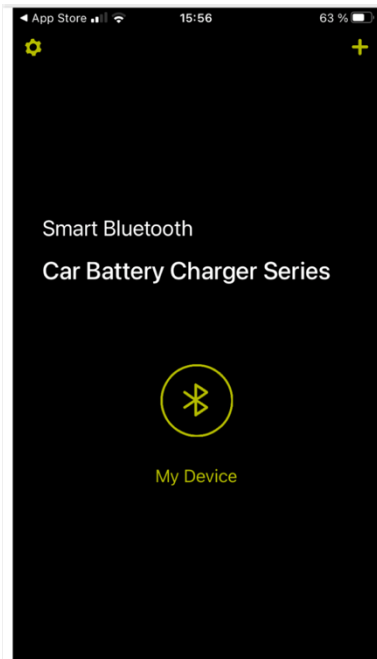 App Store
15:56
63 %
Smart Bluetooth
Car Battery Charger Series
My Device